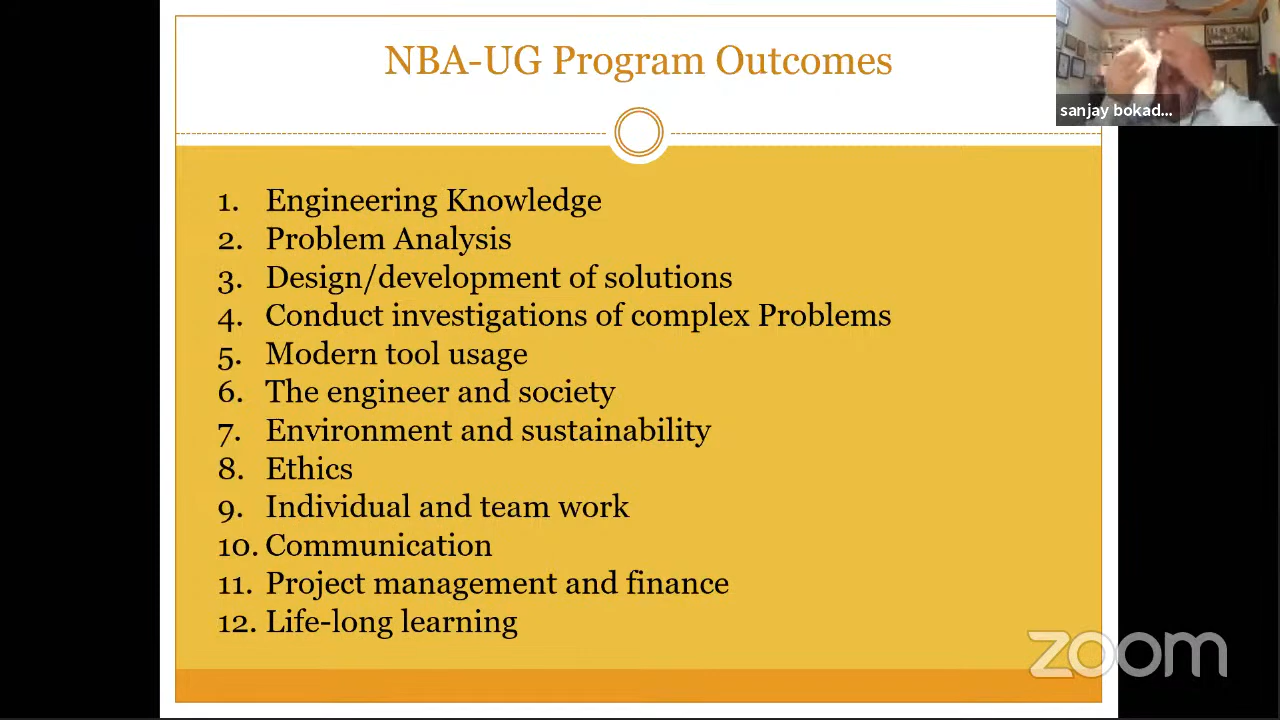 NBA-UG Program Outcomes
sanjay bokad...
1. Engineering Knowledge
2. Problem Analysis
3. Design/development of solutions
4. Conduct investigations of complex Problems
5. Modern tool usage
6. The engineer and society
7. Environment and sustainability
8. Ethics
9. Individual and team work
10. Communication
11. Project management and finance
12. Life-long learning
zoom